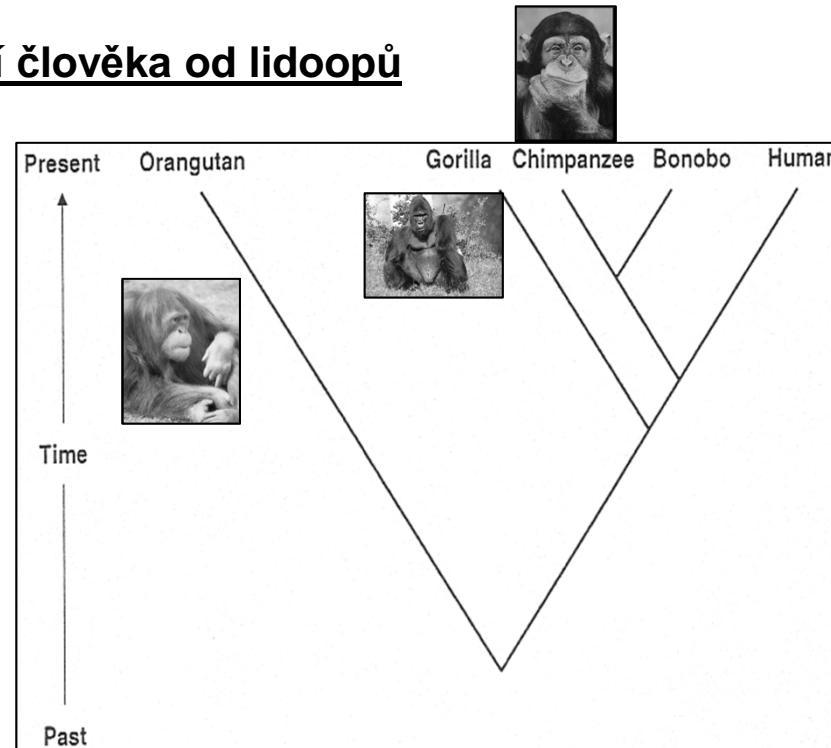 í člověka od lidoopů
Present Orangutan Gorilla Chimpanzee Bonobo Human
Time
Past